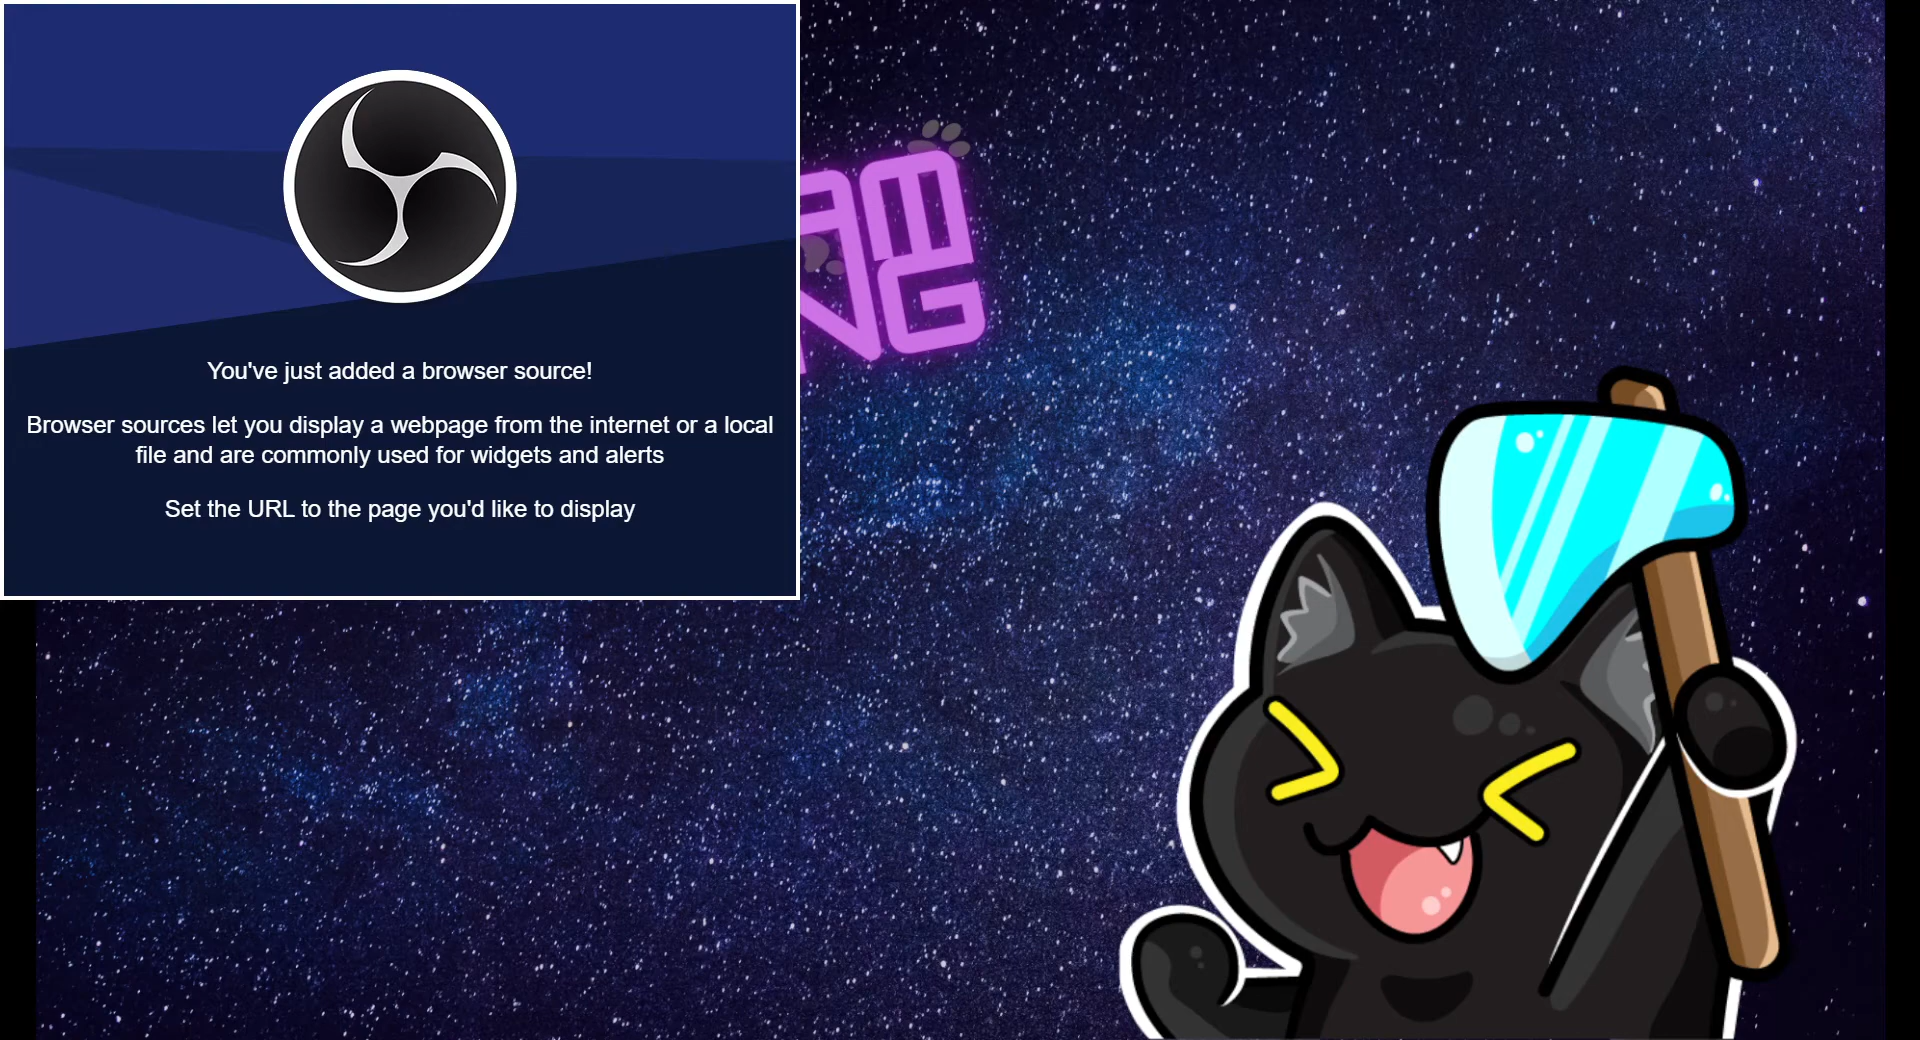 You've just added a browser source!
Browser sources let you display a webpage from the internet or a local
file and are commonly used for widgets and alerts
Set the URL to the page you'd like to display